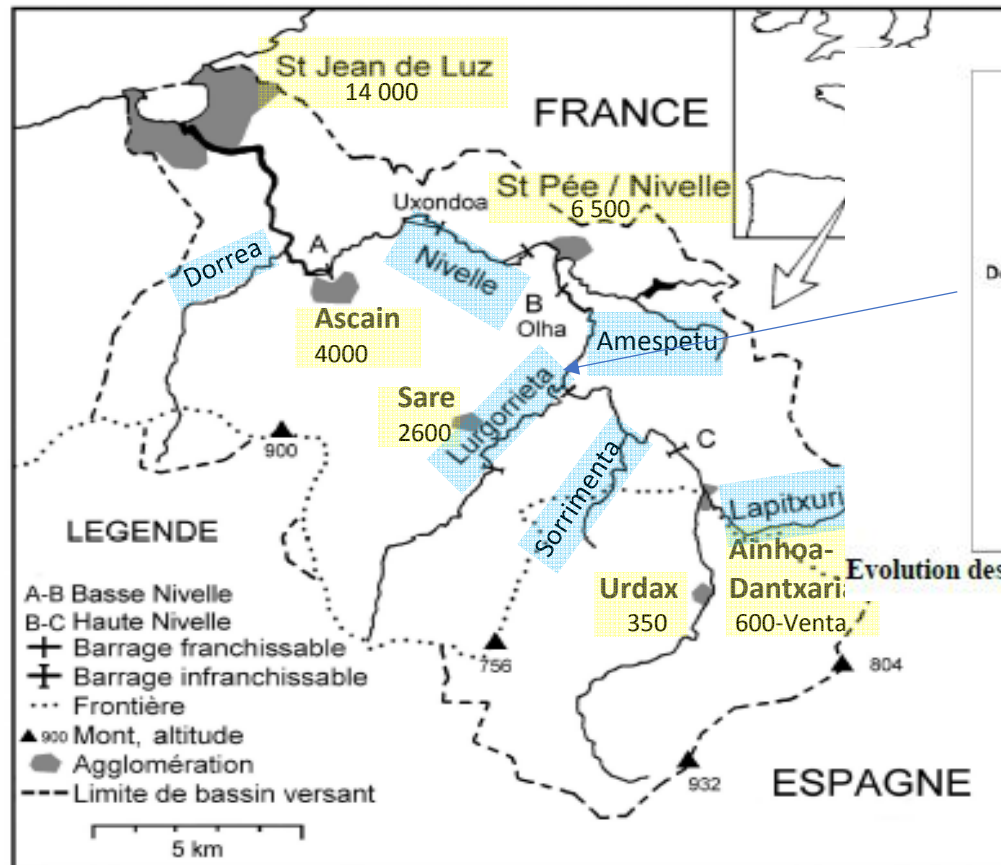 St Jean de Luz
14 000
FRANCE
St Pée / Nivelle
6 500
Uxondoa
A
Dorrea
Nivelle
B
Olha
Ascain
4000
Amespetu
Sare
2600
Lurgorrieta
900
Sorrimenta
C
Lapitxuri
Ainhoa-
Dantxaria
600-Venta
Urdax
350
Evolution des
756
804
932
ESPAGNE
LEGENDE
A-B Basse Nivelle
B-C Haute Nivelle
Barrage franchissable
Barrage infranchissable
Frontière
900 Mont, altitude
Agglomération
Limite de bassin versant
5 km